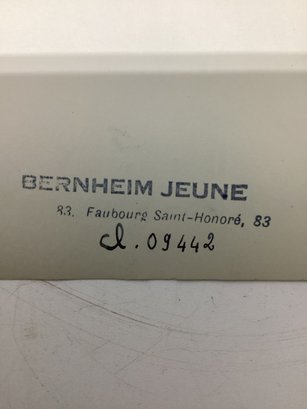 BERNHEIM JEUNE
83, Faubourg Saint-Honoré, 83
cl. 09442